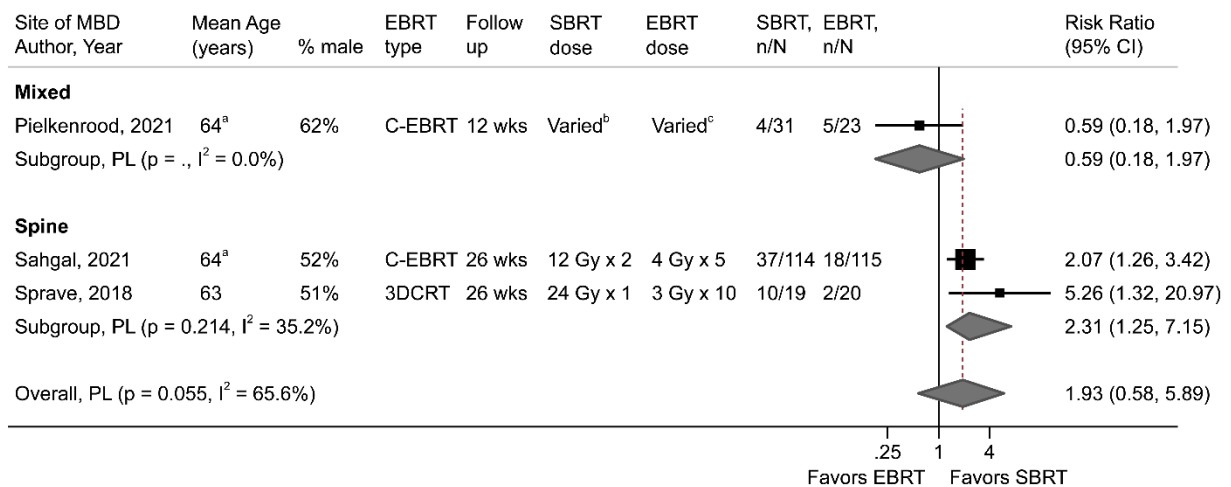 Site of MBD Mean Age EBRT Follow SBRT EBRT SBRT, EBRT, Risk Ratio
Author, Year (years) % male type up dose dose n/N n/N (95% CI)
Mixed
Pielkenrood, 2021 64a 62% C-EBRT 12 wks Variedb Variedc 4/31 5/23 0.59 (0.18, 1.97)
Subgroup, PL (p = ., I2 = 0.0%) 0.59 (0.18, 1.97)
Spine
Sahgal, 2021 64a 52% C-EBRT 26 wks 12 Gy x 2 4 Gy x 5 37/114 18/115 2.07 (1.26, 3.42)
Sprave, 2018 63 51% 3DCRT 26 wks 24 Gy x 1 3 Gy x 10 10/19 2/20 5.26 (1.32, 20.97)
Subgroup, PL (p = 0.214, I2 = 35.2%) 2.31 (1.25, 7.15)
Overall, PL (p = 0.055, I2 = 65.6%) 1.93 (0.58, 5.89)
.25 1 4
Favors EBRT Favors SBRT